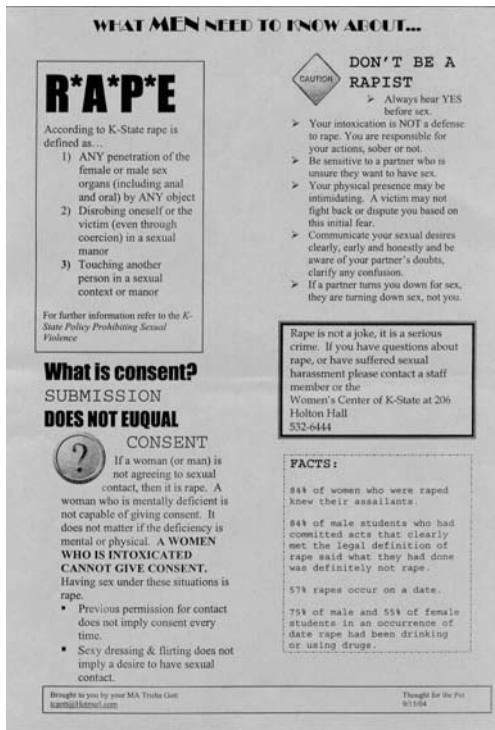 WHAT MEN NEED TO KNOW ABOUT...
R*A*P*E
According to K-State rape is
defined as…
1) ANY penetration of the
female or male sex
organs (including anal
and oral) by ANY object
2) Disrobing oneself or the
victim (even through
coercion) in a sexual
manor
3) Touching another
person in a sexual
context or manor
For further information refer to the K-
State Policy Prohibiting Sexual
Violence
What is consent?
SUBMISSION
DOES NOT EUQUAL
?
CONSENT
If a woman (or man) is
not agreeing to sexual
contact, then it is rape. A
woman who is mentally deficient is
not capable of giving consent. It
does not matter if the deficiency is
mental or physical. A WOMEN
WHO IS INTOXICATED
CANNOT GIVE CONSENT.
Having sex under these situations is
rape.
▪ Previous permission for contact
does not imply consent every
time.
▪ Sexy dressing & flirting does not
imply a desire to have sexual
contact.
CAUTION
DON'T BE A
RAPIST
➢ Always hear YES
before sex.
➢ Your intoxication is NOT a defense
to rape. You are responsible for
your actions, sober or not.
➢ Be sensitive to a partner who is
unsure they want to have sex.
➢ Your physical presence may be
intimidating. A victim may not
fight back or dispute you based on
this initial fear.
➢ Communicate your sexual desires
clearly, early and honestly and be
aware of your partner's doubts,
clarify any confusion.
➢ If a partner turns you down for sex,
they are turning down sex, not you.
Rape is not a joke, it is a serious
crime. If you have questions about
rape, or have suffered sexual
harassment please contact a staff
member or the
Women's Center of K-State at 206
Holton Hall
532-6444
FACTS:
84% of women who were raped
knew their assailants.
84% of male students who had
committed acts that clearly
met the legal definition of
rape said what they had done
was definitely not rape.
57% rapes occur on a date.
75% of male and 55% of female
students in an occurrence of
date rape had been drinking
or using drugs.
Brought to you by your MA Trisha Gott
Thought for the Pot
9/15/04